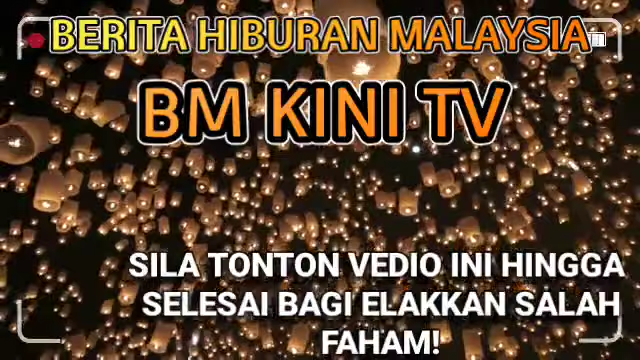 BERITA HIBURAN MALAYSIA
BM KINI TV
SILA TONTON VEDIO INI HINGGA
SELESAI BAGI ELAKKAN SALAH
FAHAM!